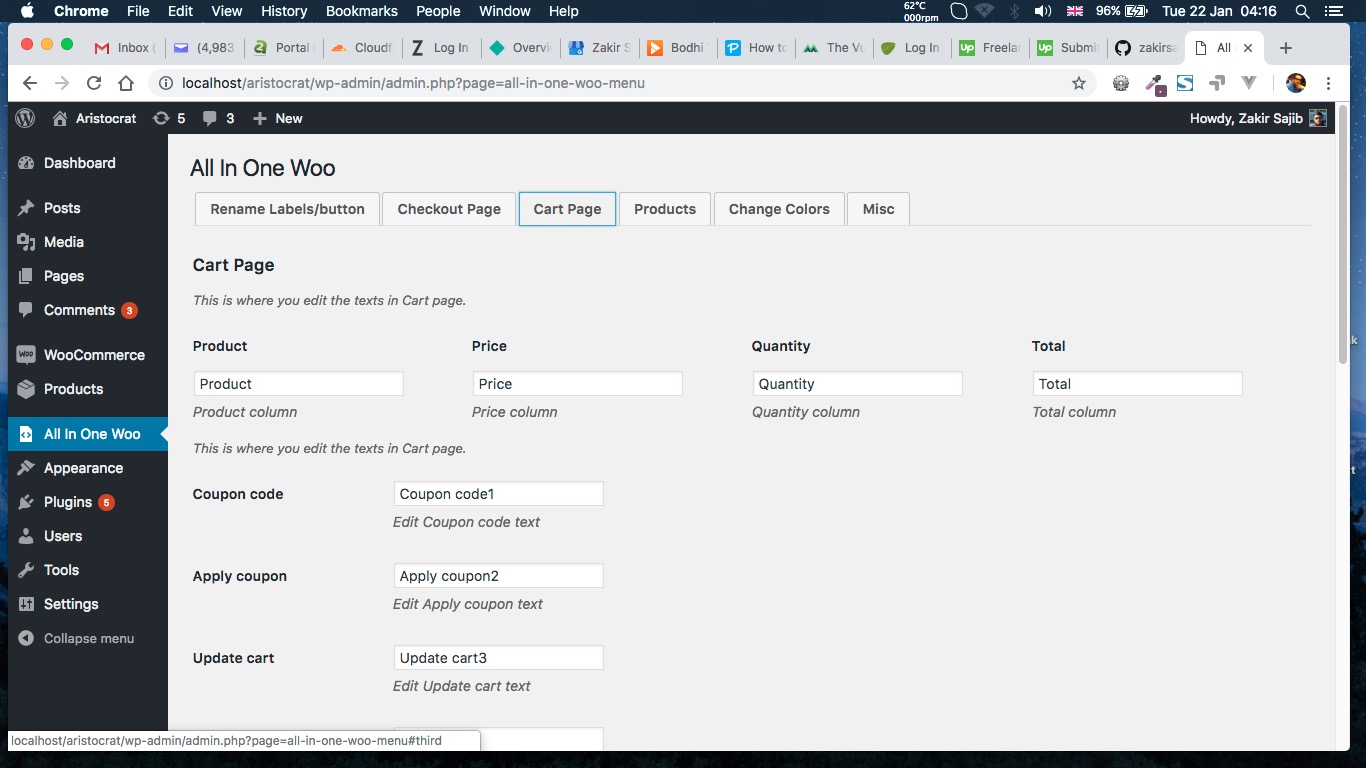 Chrome File Edit View History Bookmarks People Window Help 62°C 000rpm 96% Tue 22 Jan 04:16
Inbox ( (4,983 Portal Cloudf Log In Overvi Zakir S Bodhi How to The Vu Log In Freelar Submit zakirsa All
localhost/aristocrat/wp-admin/admin.php?page=all-in-one-woo-menu
Aristocrat 5 3 New Howdy, Zakir Sajib
Dashboard
Posts
Media
Pages
Comments 3
WooCommerce
Products
All In One Woo
Appearance
Plugins 5
Users
Tools
Settings
Collapse menu
All In One Woo
Rename Labels/button Checkout Page Cart Page Products Change Colors Misc
Cart Page
This is where you edit the texts in Cart page.
Product Price Quantity Total
Product Price Quantity Total
Product column Price column Quantity column Total column
This is where you edit the texts in Cart page.
Coupon code Coupon code1
Edit Coupon code text
Apply coupon Apply coupon2
Edit Apply coupon text
Update cart Update cart3
Edit Update cart text
localhost/aristocrat/wp-admin/admin.php?page=all-in-one-woo-menu#third